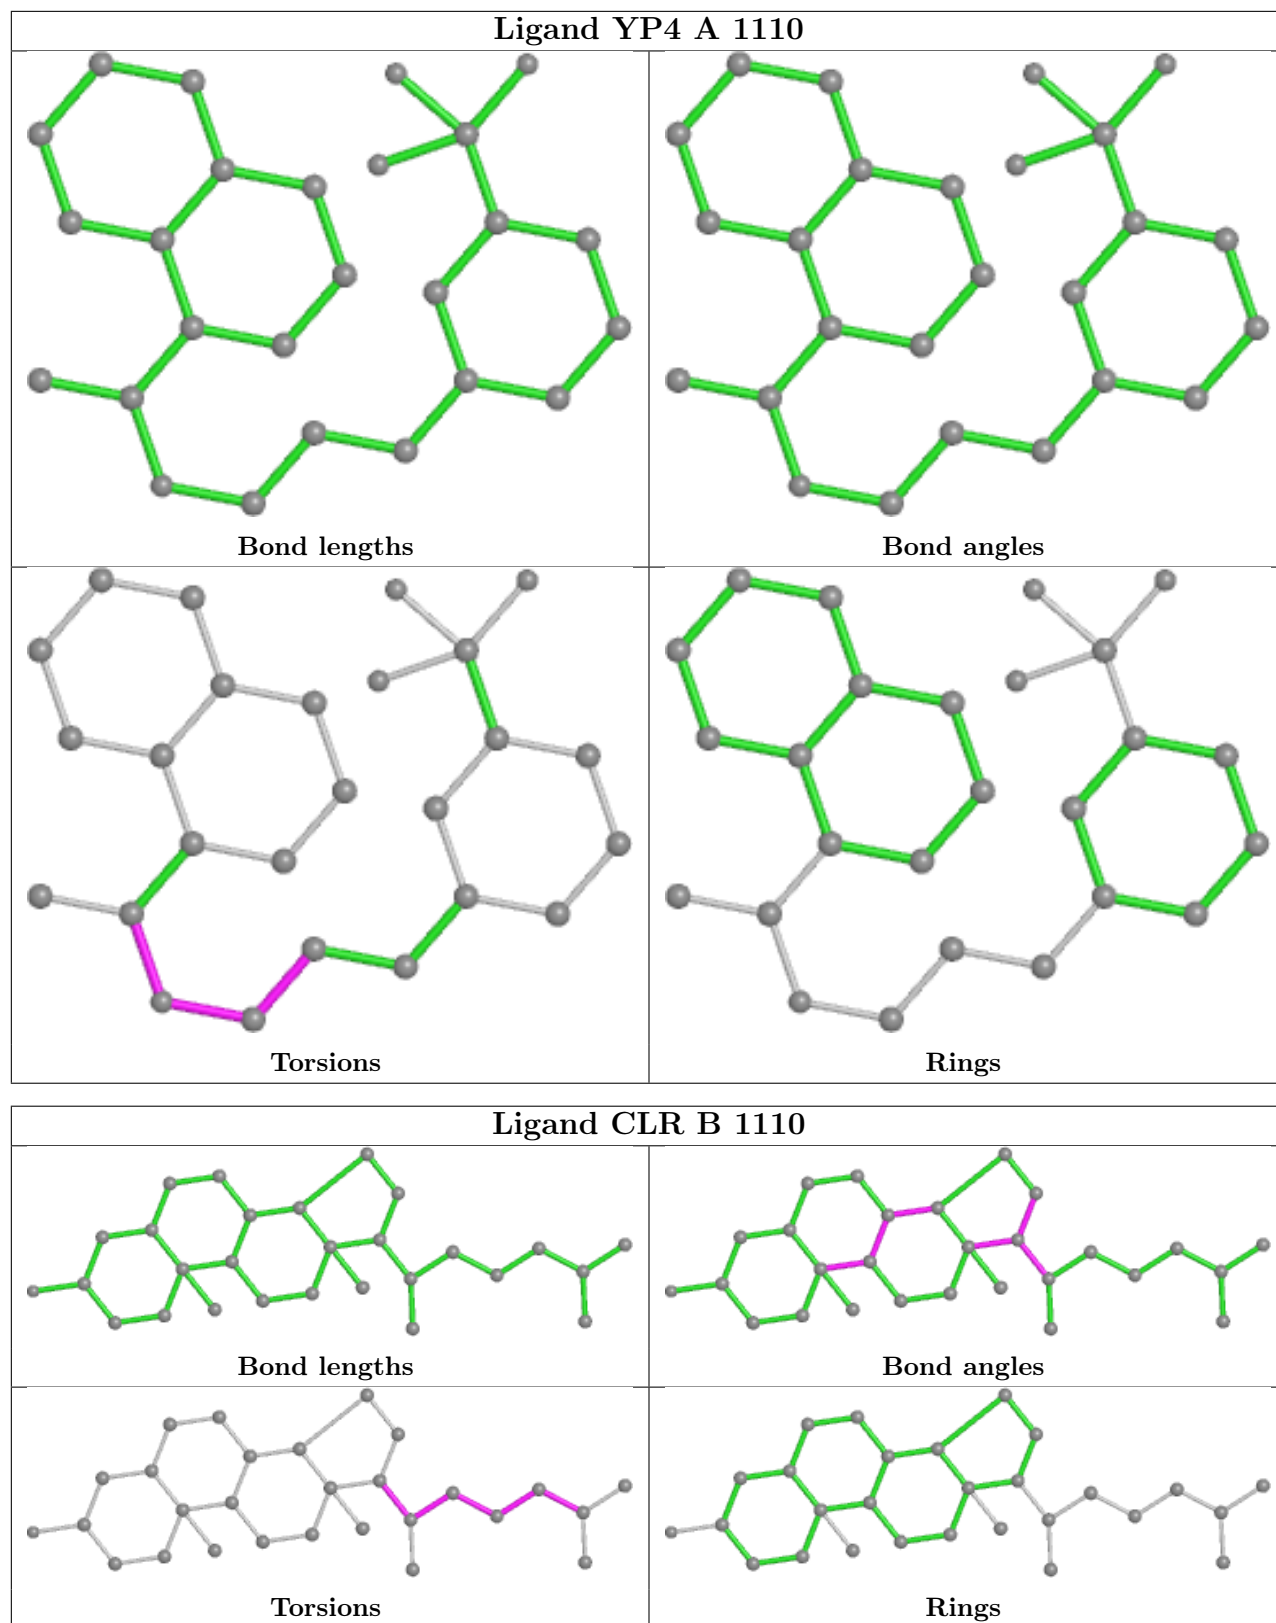 Ligand YP4 A 1110
Bond lengths
Bond angles
Torsions
Rings
Ligand CLR B 1110
Bond lengths
Bond angles
Torsions
Rings